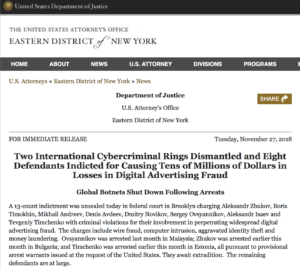 United States Department of Justice
THE UNITED STATES ATTORNEY'S OFFICE
EASTERN DISTRICT of NEW YORK
HOME ABOUT NEWS U.S. ATTORNEY DIVISIONS PROGRAMS
U.S. Attorneys » Eastern District of New York » News
Department of Justice
SHARE
U.S. Attorney's Office
Eastern District of New York
FOR IMMEDIATE RELEASE Tuesday, November 27, 2018
Two International Cybercriminal Rings Dismantled and Eight
Defendants Indicted for Causing Tens of Millions of Dollars in
Losses in Digital Advertising Fraud
Global Botnets Shut Down Following Arrests
A 13-count indictment was unsealed today in federal court in Brooklyn charging Aleksandr Zhukov, Boris
Timokhin, Mikhail Andreev, Denis Avdeev, Dmitry Novikov, Sergey Ovsyannikov, Aleksandr Isaev and
Yevgeniy Timchenko with criminal violations for their involvement in perpetrating widespread digital
advertising fraud. The charges include wire fraud, computer intrusion, aggravated identity theft and
money laundering. Ovsyannikov was arrested last month in Malaysia; Zhukov was arrested earlier this
month in Bulgaria; and Timchenko was arrested earlier this month in Estonia, all pursuant to provisional
arrest warrants issued at the request of the United States. They await extradition. The remaining
defendants are at large.